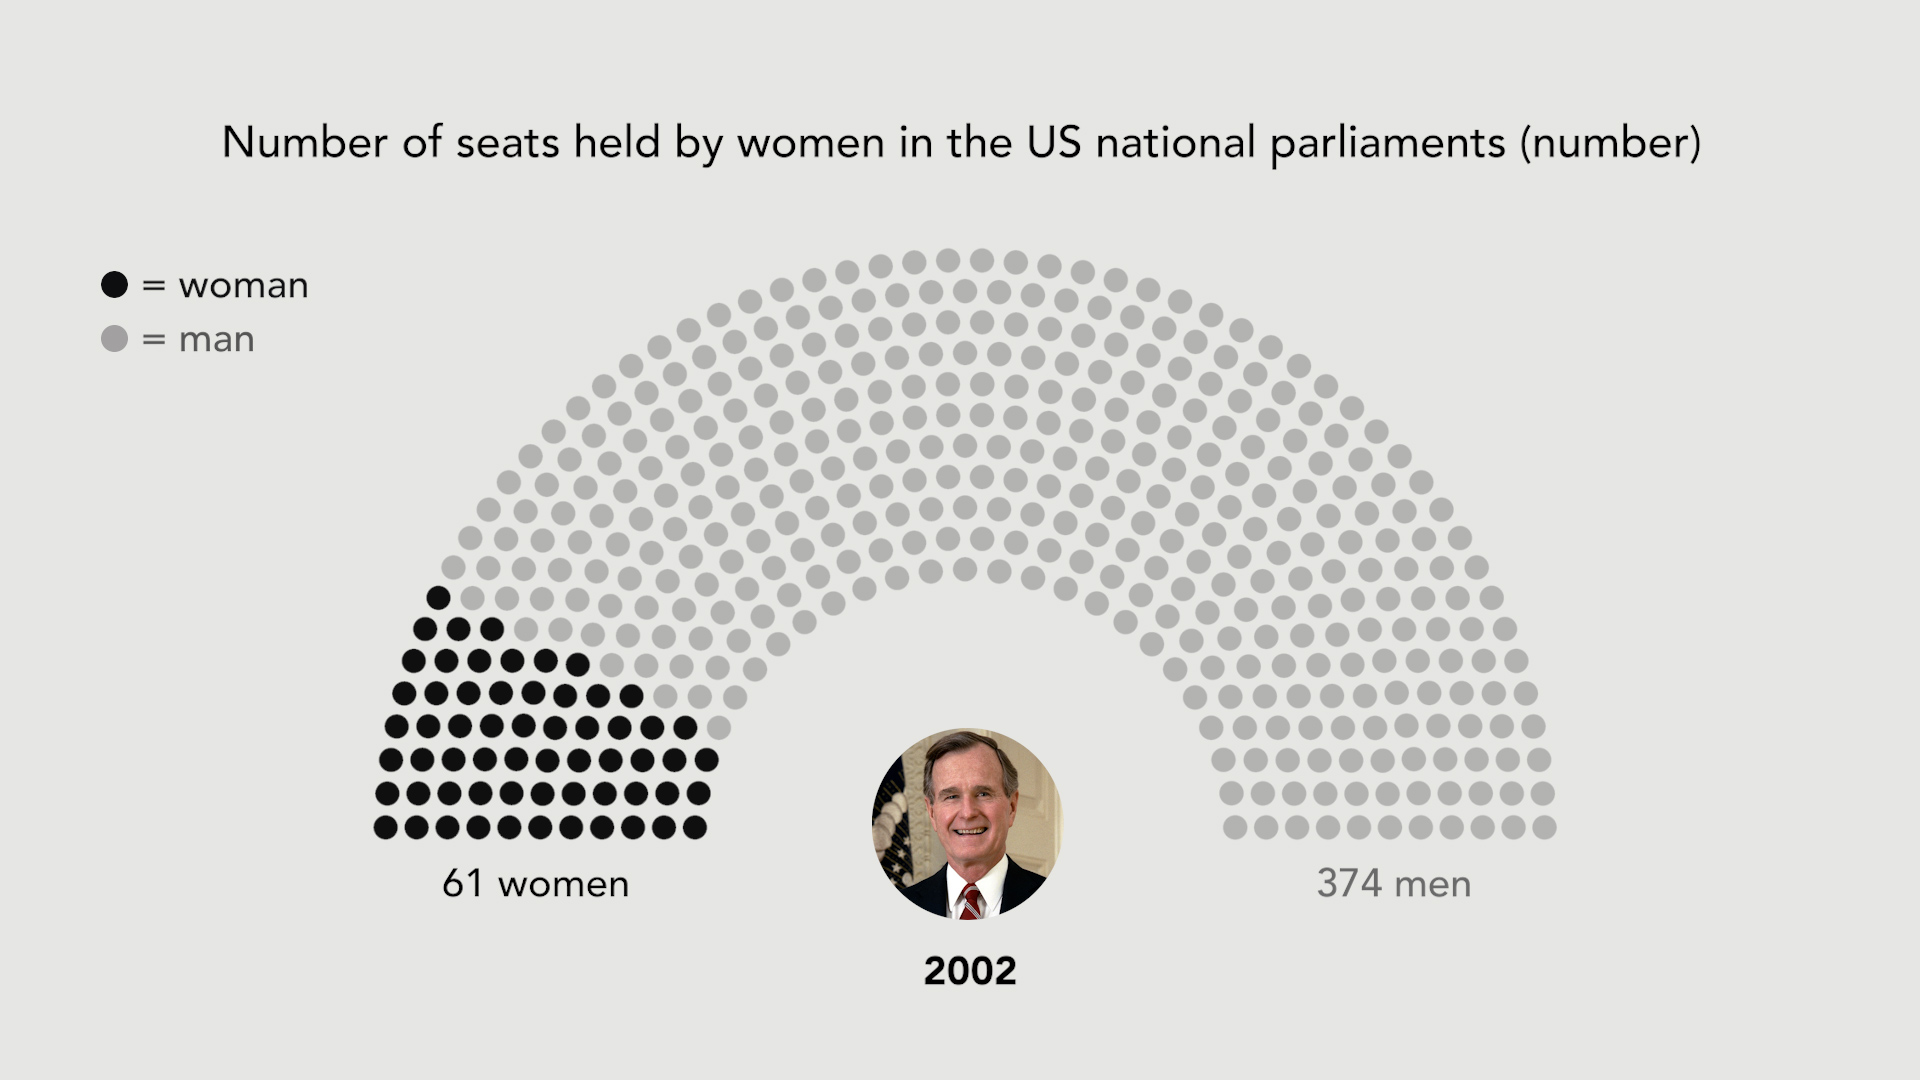 Number of seats held by women in the US national parliaments (number)
= woman
= man
61 women
374 men
2002